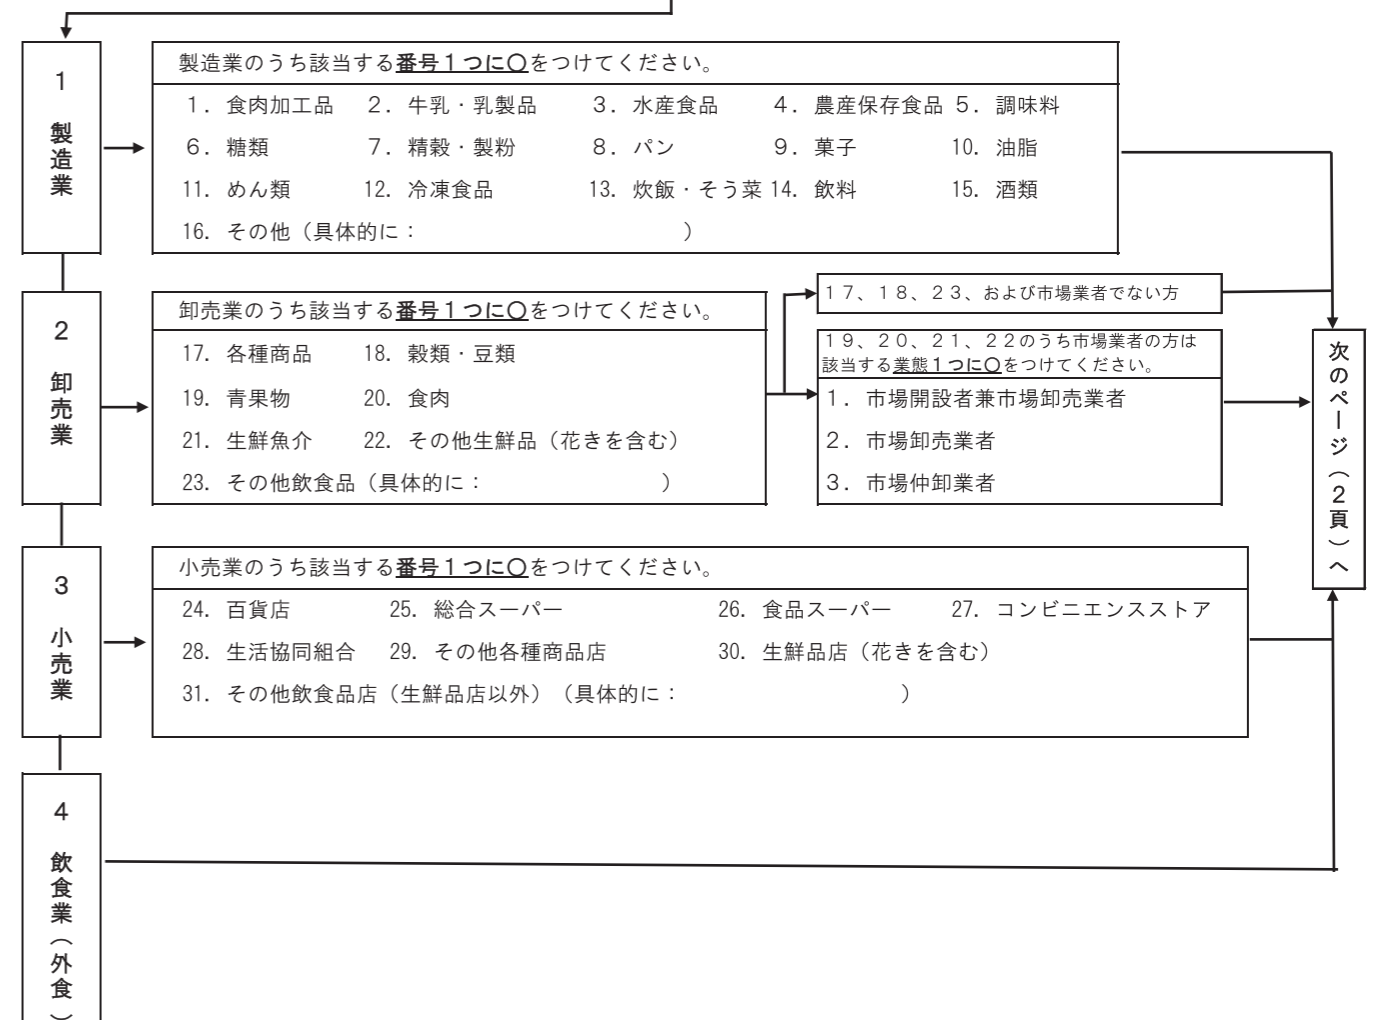 1 製造業
製造業のうち該当する番号１つに○をつけてください。
1. 食肉加工品 2. 牛乳・乳製品 3. 水産食品 4. 農産保存食品 5. 調味料
6. 糖類 7. 精穀・製粉 8. パン 9. 菓子 10. 油脂
11. めん類 12. 冷凍食品 13. 炊飯・そう菜 14. 飲料 15. 酒類
16. その他（具体的に： ）
2 卸売業
卸売業のうち該当する番号１つに○をつけてください。
17. 各種商品 18. 穀類・豆類
19. 青果物 20. 食肉
21. 生鮮魚介 22. その他生鮮品（花きを含む）
23. その他飲食品（具体的に： ）
１７、１８、２３、および市場業者でない方
１９、２０、２１、２２のうち市場業者の方は
該当する業態１つに○をつけてください。
1. 市場開設者兼市場卸売業者
2. 市場卸売業者
3. 市場仲卸業者
次のページ（２頁）へ
3 小売業
小売業のうち該当する番号１つに○をつけてください。
24. 百貨店 25. 総合スーパー 26. 食品スーパー 27. コンビニエンスストア
28. 生活協同組合 29. その他各種商品店 30. 生鮮品店（花きを含む）
31. その他飲食品店（生鮮品店以外）（具体的に： ）
4 飲食業（外食）